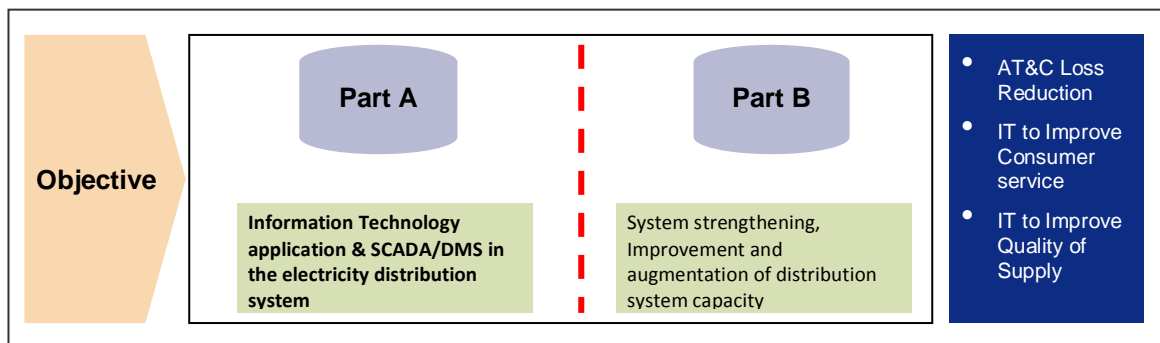 Objective
Part A
Information Technology
application & SCADA/DMS in
the electricity distribution
system
Part B
System strengthening,
Improvement and
augmentation of distribution
system capacity
• AT&C Loss
Reduction
• IT to Improve
Consumer
service
• IT to Improve
Quality of
Supply